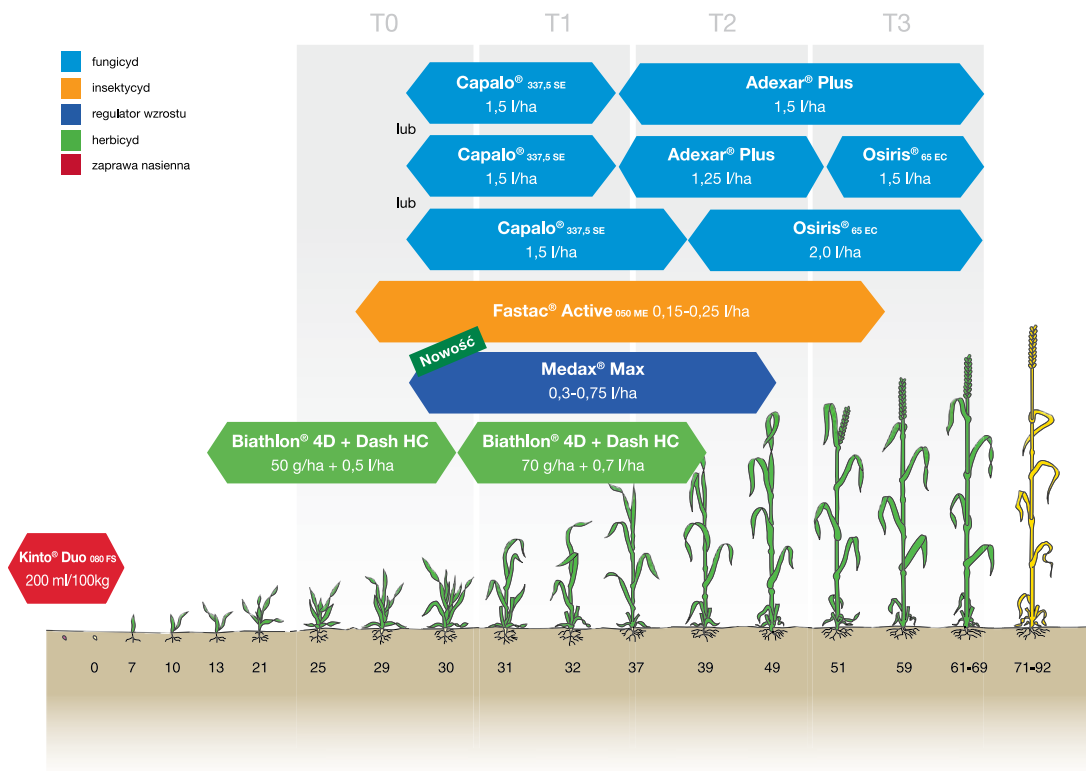 T0 T1 T2 T3
fungicyd
insektycyd
regulator wzrostu
herbicyd
zaprawa nasienna
Capalo® 337,5 SE
1,5 l/ha
Adexar® Plus
1,5 l/ha
lub
Capalo® 337,5 SE
1,5 l/ha
Adexar® Plus
1,25 l/ha
Osiris® 65 EC
1,5 l/ha
lub
Capalo® 337,5 SE
1,5 l/ha
Osiris® 65 EC
2,0 l/ha
Fastac® Active 050 ME 0,15-0,25 l/ha
Nowość
Medax® Max
0,3-0,75 l/ha
Biathlon® 4D + Dash HC
50 g/ha + 0,5 l/ha
Biathlon® 4D + Dash HC
70 g/ha + 0,7 l/ha
Kinto® Duo 080 FS
200 ml/100kg
0 7 10 13 21 25 29 30 31 32 37 39 49 51 59 61-69 71-92